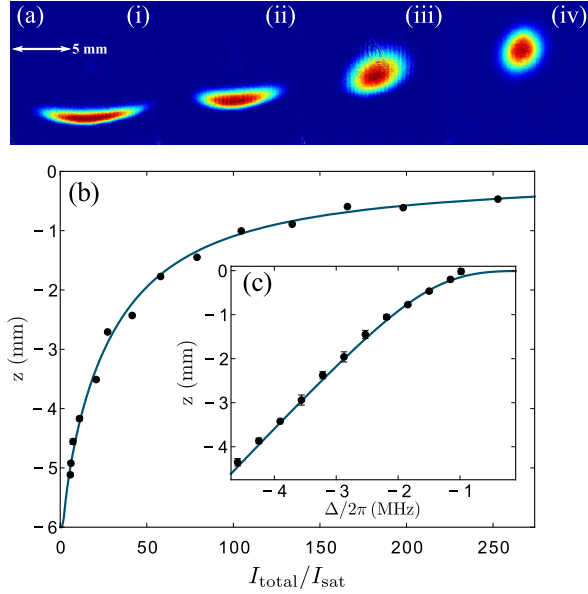 (a) (i) (ii) (iii) (iv)
5 mm
(b)
0
−1
−2
−3
−4
−5
−6
z (mm)
0 50 100 150 200 250
I_total/I_sat
(c)
0
−1
−2
−3
−4
z (mm)
−4 −3 −2 −1
Δ/2π (MHz)